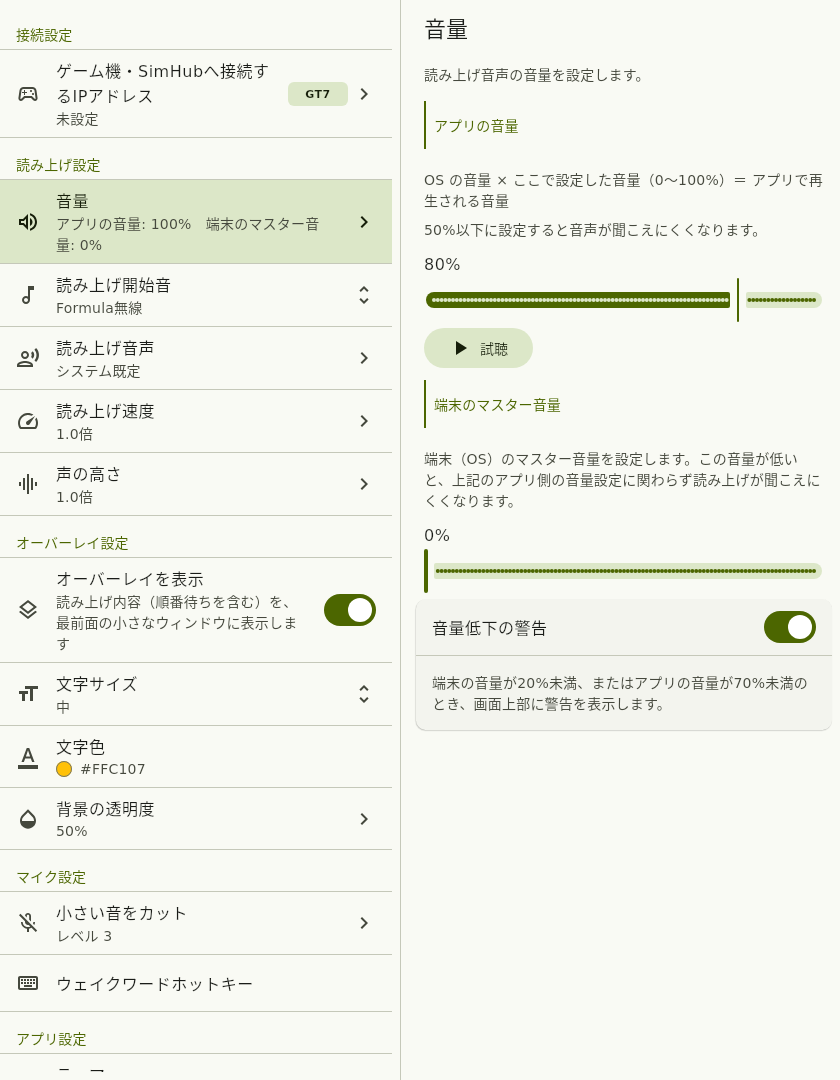 接続設定
ゲーム機・SimHubへ接続す
るIPアドレス
未設定
GT7
読み上げ設定
音量
アプリの音量: 100%　端末のマスター音
量: 0%
読み上げ開始音
Formula無線
読み上げ音声
システム既定
読み上げ速度
1.0倍
声の高さ
1.0倍
オーバーレイ設定
オーバーレイを表示
読み上げ内容（順番待ちを含む）を、
最前面の小さなウィンドウに表示しま
す
文字サイズ
中
文字色
#FFC107
背景の透明度
50%
マイク設定
小さい音をカット
レベル 3
ウェイクワードホットキー
アプリ設定
音量
読み上げ音声の音量を設定します。
アプリの音量
OS の音量 × ここで設定した音量（0〜100%）＝ アプリで再
生される音量
50%以下に設定すると音声が聞こえにくくなります。
80%
試聴
端末のマスター音量
端末（OS）のマスター音量を設定します。この音量が低い
と、上記のアプリ側の音量設定に関わらず読み上げが聞こえに
くくなります。
0%
音量低下の警告
端末の音量が20%未満、またはアプリの音量が70%未満の
とき、画面上部に警告を表示します。